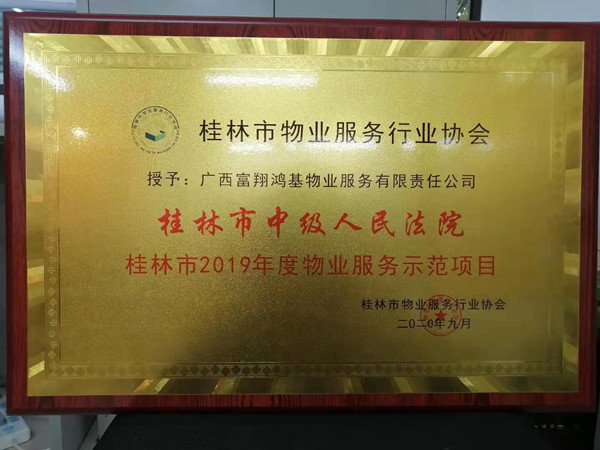 桂林市物业服务行业协会
授予：广西富翔鸿基物业服务有限责任公司
桂林市中级人民法院
桂林市2019年度物业服务示范项目
桂林市物业服务行业协会
二〇二〇年九月